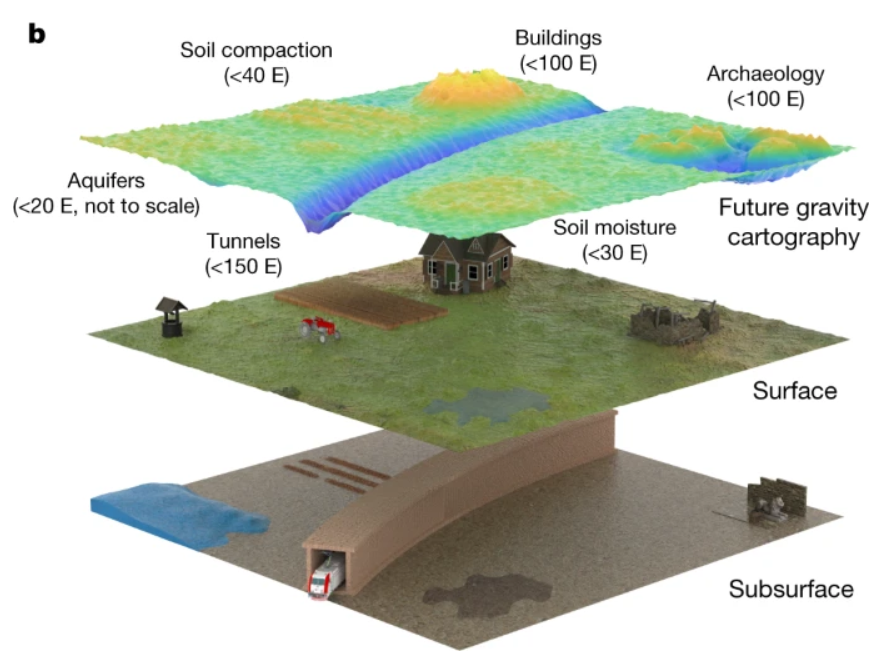 b
Soil compaction
(<40 E)
Buildings
(<100 E)
Archaeology
(<100 E)
Aquifers
(<20 E, not to scale)
Tunnels
(<150 E)
Soil moisture
(<30 E)
Future gravity
cartography
Surface
Subsurface